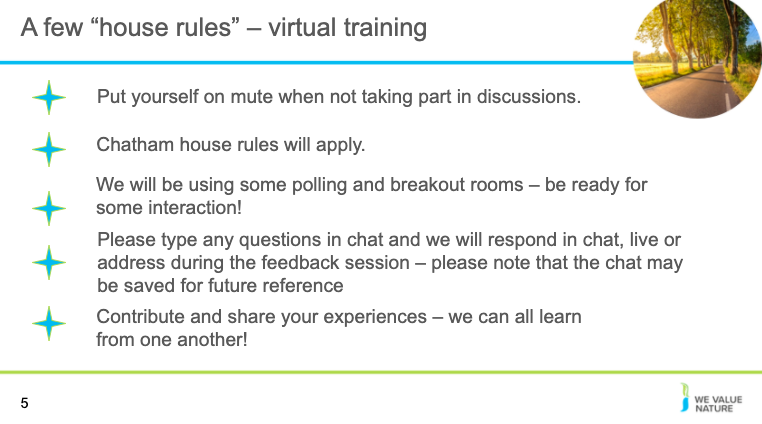 A few “house rules” – virtual training
Put yourself on mute when not taking part in discussions.
Chatham house rules will apply.
We will be using some polling and breakout rooms – be ready for
some interaction!
Please type any questions in chat and we will respond in chat, live or
address during the feedback session – please note that the chat may
be saved for future reference
Contribute and share your experiences – we can all learn
from one another!
5
WE VALUE
NATURE